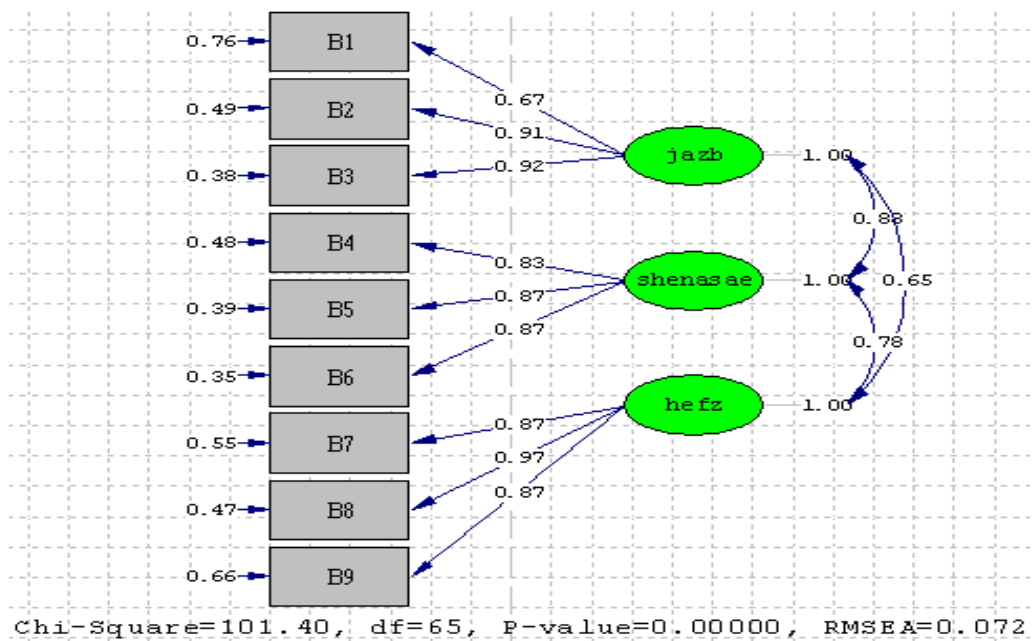 0.76 B1
0.67
0.49 B2
0.91
jazb 1.00
0.92
0.38 B3
0.88
0.48 B4
0.83
shenasae 1.00 0.65
0.87
0.39 B5
0.87
0.78
0.35 B6
hefz 1.00
0.87
0.55 B7
0.97
0.87
0.47 B8
0.66 B9
Chi-Square=101.40, df=65, P-value=0.00000, RMSEA=0.072